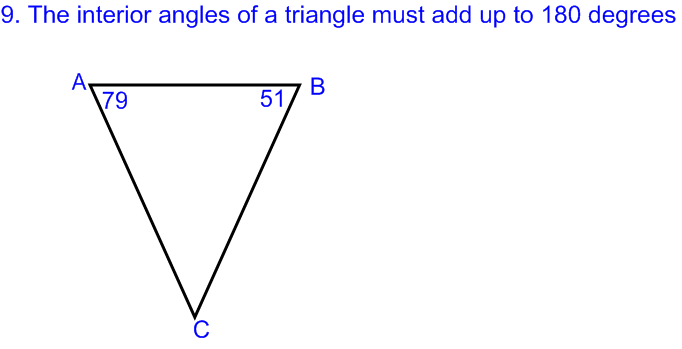 9. The interior angles of a triangle must add up to 180 degrees
A B
79 51
C